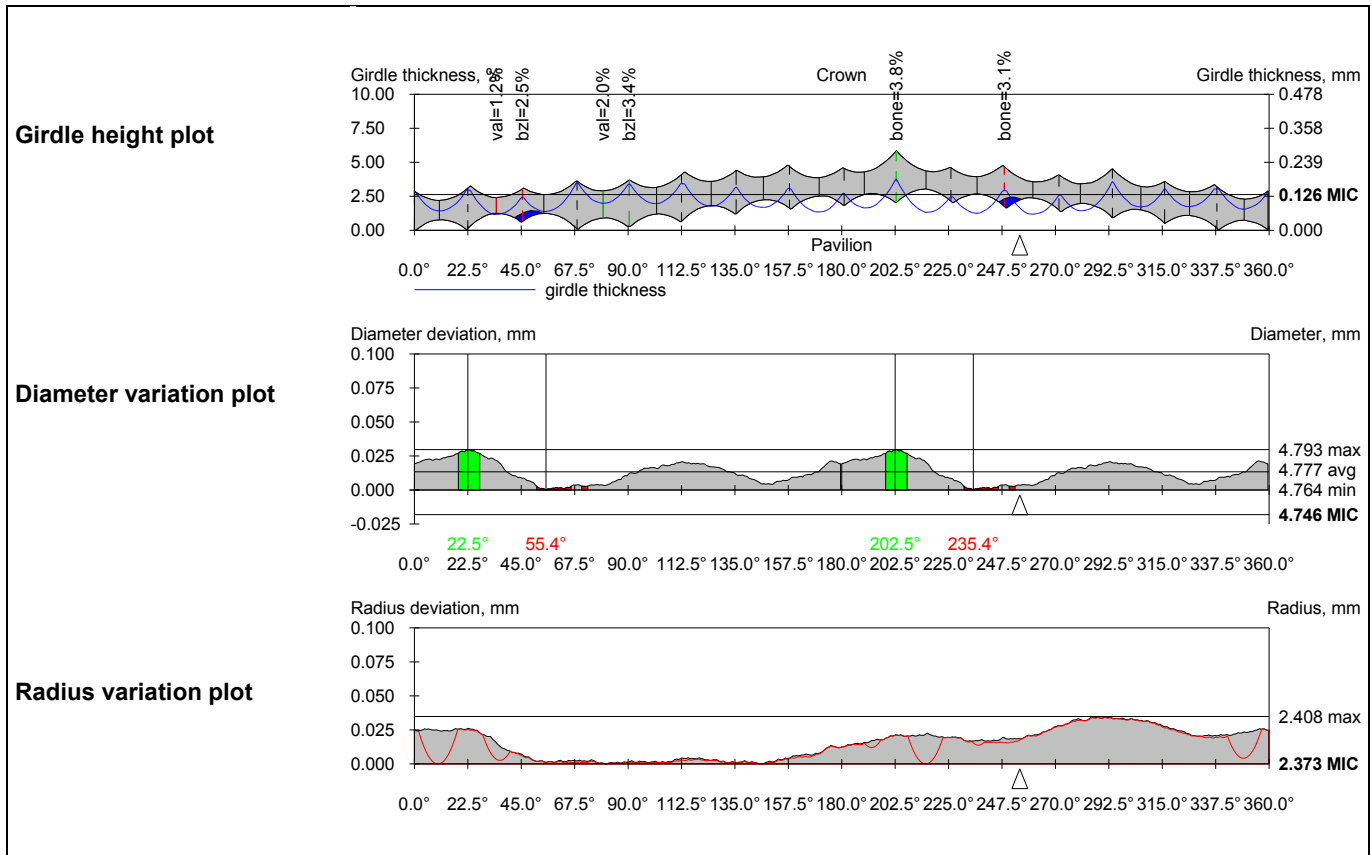 Girdle height plot
Girdle thickness, %
Crown
Girdle thickness, mm
val=1.2%
bzl=2.5%
val=2.0%
bzl=3.4%
bone=3.8%
bone=3.1%
10.00
7.50
5.00
2.50
0.00
0.478
0.358
0.239
0.126 MIC
0.000
Pavilion
0.0° 22.5° 45.0° 67.5° 90.0° 112.5° 135.0° 157.5° 180.0° 202.5° 225.0° 247.5° 270.0° 292.5° 315.0° 337.5° 360.0°
girdle thickness
Diameter variation plot
Diameter deviation, mm
Diameter, mm
0.100
0.075
0.050
0.025
0.000
-0.025
4.793 max
4.777 avg
4.764 min
4.746 MIC
22.5° 55.4° 202.5° 235.4°
0.0° 22.5° 45.0° 67.5° 90.0° 112.5° 135.0° 157.5° 180.0° 202.5° 225.0° 247.5° 270.0° 292.5° 315.0° 337.5° 360.0°
Radius variation plot
Radius deviation, mm
Radius, mm
0.100
0.075
0.050
0.025
0.000
2.408 max
2.373 MIC
0.0° 22.5° 45.0° 67.5° 90.0° 112.5° 135.0° 157.5° 180.0° 202.5° 225.0° 247.5° 270.0° 292.5° 315.0° 337.5° 360.0°